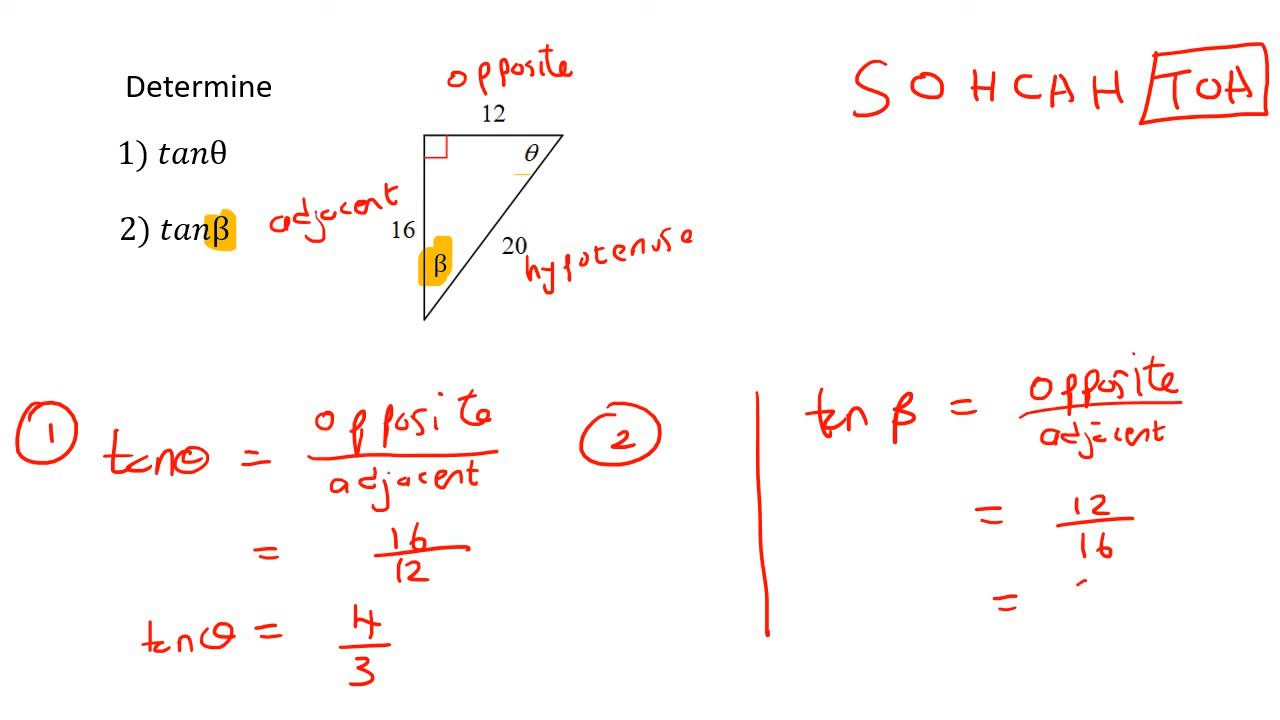 Determine
1) tanθ
2) tanβ
opposite
12
θ
adjacent
16
β
20
hypotenuse
SOHCAH TOA
1
tanθ = opposite
adjacent
= 16
12
tanθ = 4
3
2
tan β = opposite
adjacent
= 12
16
=